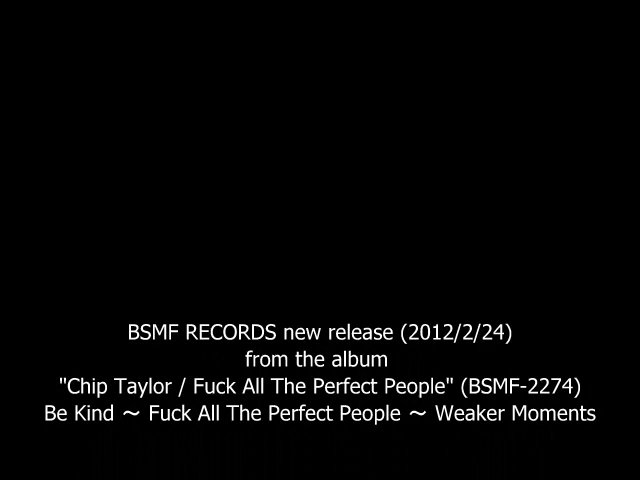 BSMF RECORDS new release (2012/2/24)
from the album
"Chip Taylor / Fuck All The Perfect People" (BSMF-2274)
Be Kind ～ Fuck All The Perfect People ～ Weaker Moments